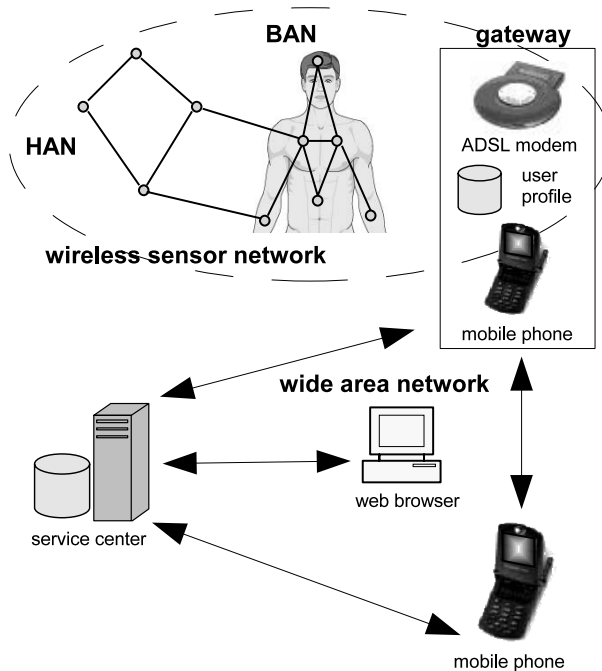 BAN
gateway
HAN
ADSL modem
user
profile
wireless sensor network
mobile phone
wide area network
web browser
service center
mobile phone